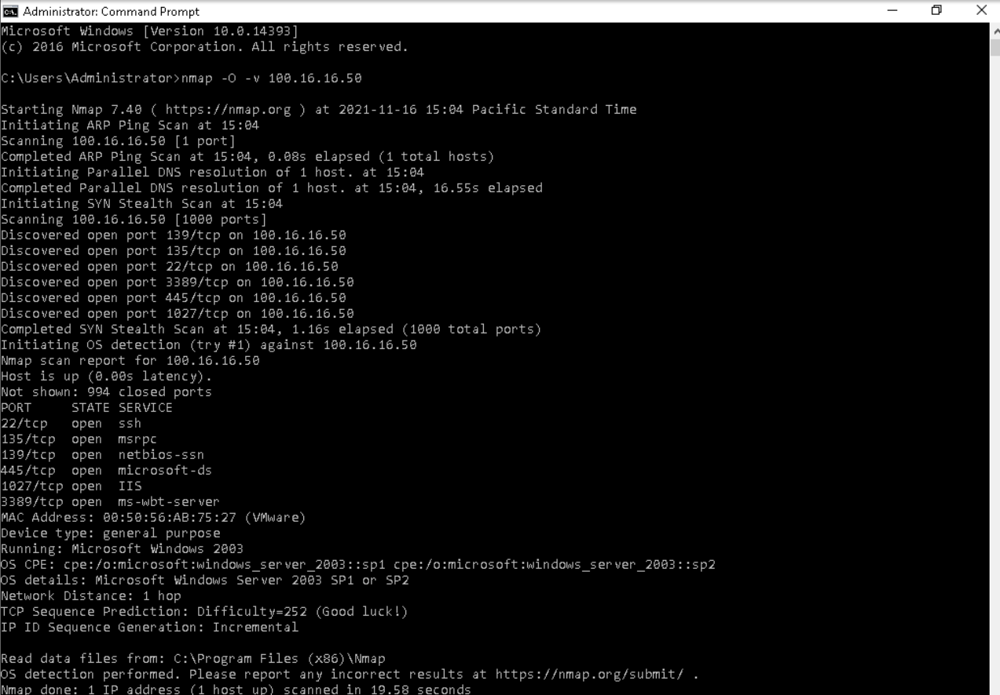 Administrator: Command Prompt
Microsoft Windows [Version 10.0.14393]
(c) 2016 Microsoft Corporation. All rights reserved.
C:\Users\Administrator>nmap -O -v 100.16.16.50
Starting Nmap 7.40 ( https://nmap.org ) at 2021-11-16 15:04 Pacific Standard Time
Initiating ARP Ping Scan at 15:04
Scanning 100.16.16.50 [1 port]
Completed ARP Ping Scan at 15:04, 0.08s elapsed (1 total hosts)
Initiating Parallel DNS resolution of 1 host. at 15:04
Completed Parallel DNS resolution of 1 host. at 15:04, 16.55s elapsed
Initiating SYN Stealth Scan at 15:04
Scanning 100.16.16.50 [1000 ports]
Discovered open port 139/tcp on 100.16.16.50
Discovered open port 135/tcp on 100.16.16.50
Discovered open port 22/tcp on 100.16.16.50
Discovered open port 3389/tcp on 100.16.16.50
Discovered open port 445/tcp on 100.16.16.50
Discovered open port 1027/tcp on 100.16.16.50
Completed SYN Stealth Scan at 15:04, 1.16s elapsed (1000 total ports)
Initiating OS detection (try #1) against 100.16.16.50
Nmap scan report for 100.16.16.50
Host is up (0.00s latency).
Not shown: 994 closed ports
PORT     STATE SERVICE
22/tcp   open  ssh
135/tcp  open  msrpc
139/tcp  open  netbios-ssn
445/tcp  open  microsoft-ds
1027/tcp open  IIS
3389/tcp open  ms-wbt-server
MAC Address: 00:50:56:AB:75:27 (VMware)
Device type: general purpose
Running: Microsoft Windows 2003
OS CPE: cpe:/o:microsoft:windows_server_2003::sp1 cpe:/o:microsoft:windows_server_2003::sp2
OS details: Microsoft Windows Server 2003 SP1 or SP2
Network Distance: 1 hop
TCP Sequence Prediction: Difficulty=252 (Good luck!)
IP ID Sequence Generation: Incremental
Read data files from: C:\Program Files (x86)\Nmap
OS detection performed. Please report any incorrect results at https://nmap.org/submit/ .
Nmap done: 1 IP address (1 host up) scanned in 19.58 seconds